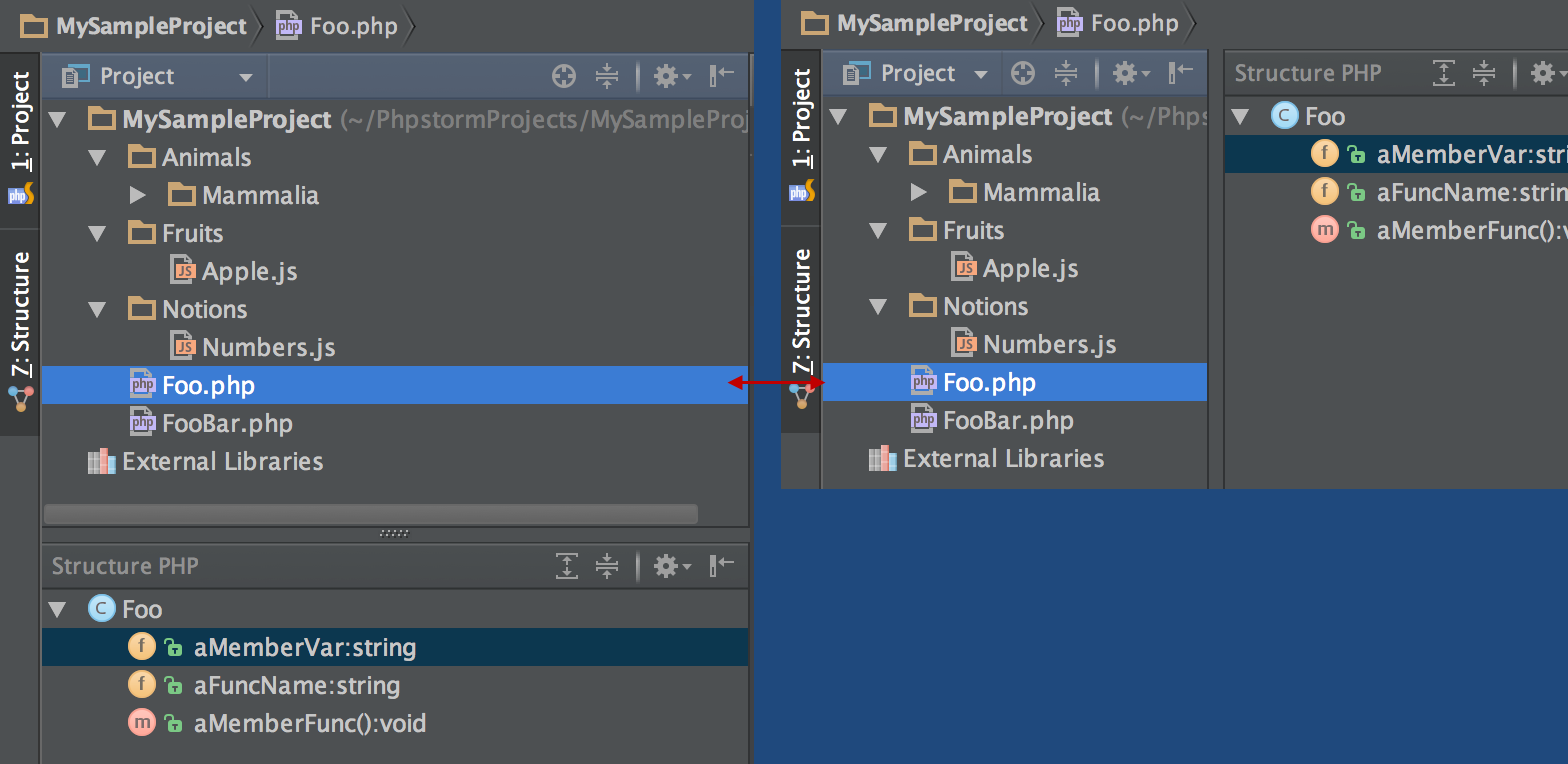 MySampleProject Foo.php
1: Project
Project
MySampleProject (~/PhpstormProjects/MySampleProj
Animals
Mammalia
Fruits
Apple.js
Notions
Numbers.js
Foo.php
FooBar.php
External Libraries
7: Structure
Structure PHP
C Foo
f aMemberVar:string
f aFuncName:string
m aMemberFunc():void
MySampleProject Foo.php
1: Project
Project
MySampleProject (~/Phps
Animals
Mammalia
Fruits
Apple.js
Notions
Numbers.js
Foo.php
FooBar.php
External Libraries
7: Structure
Structure PHP
C Foo
f aMemberVar:stri
f aFuncName:strin
m aMemberFunc():v